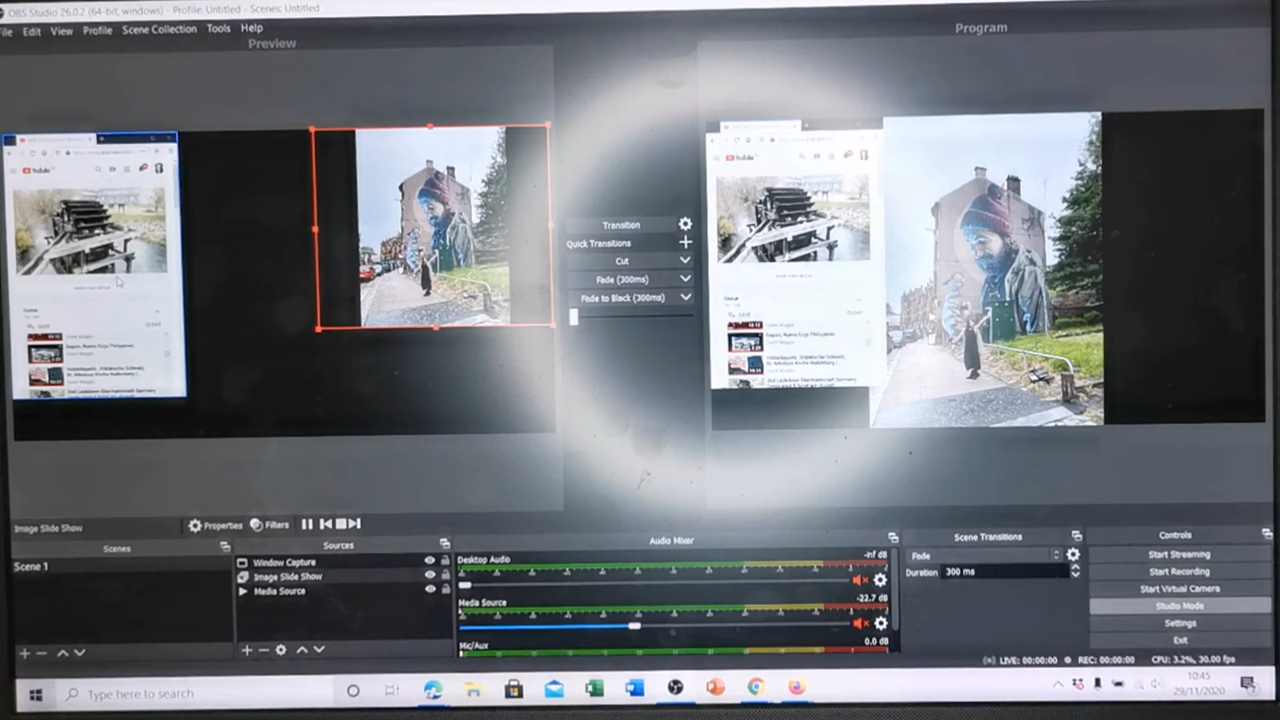 OBS Studio 26.0.2 (64-bit, windows) - Profile: Untitled - Scenes: Untitled
File Edit View Profile Scene Collection Tools Help
Preview
Program
YouTube
YouTube
Transition
Quick Transitions
Cut
Fade (300ms)
Fade to Black (300ms)
Image Slide Show
Properties
Filters
Scenes
Scene 1
Sources
Window Capture
Image Slide Show
Media Source
Audio Mixer
Desktop Audio
-inf dB
Media Source
-22.7 dB
Mic/Aux
0.0 dB
Scene Transitions
Fade
Duration 300 ms
Controls
Start Streaming
Start Recording
Start Virtual Camera
Studio Mode
Settings
Exit
LIVE: 00:00:00 REC: 00:00:00 CPU: 3.2%, 30.00 fps
Type here to search
10:45
29/11/2020